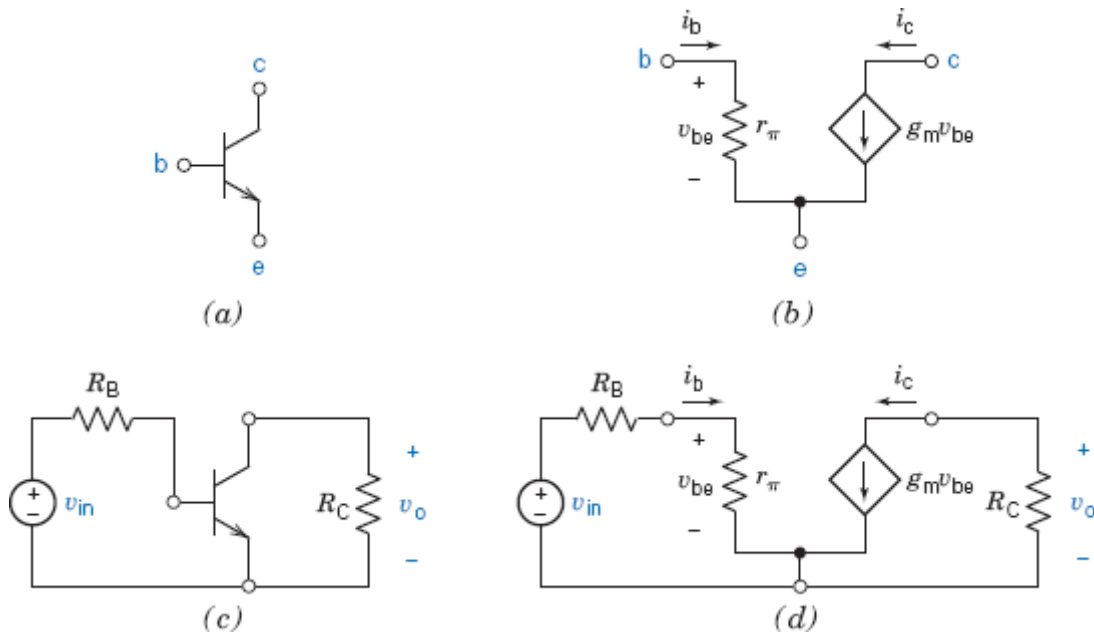 c
b
e
(a)
i_b
i_c
b
c
+
v_be
r_π
g_m v_be
−
e
(b)
R_B
+
−
v_in
R_C
+
v_o
−
(c)
R_B
i_b
i_c
+
−
v_in
+
v_be
r_π
−
g_m v_be
R_C
+
v_o
−
(d)